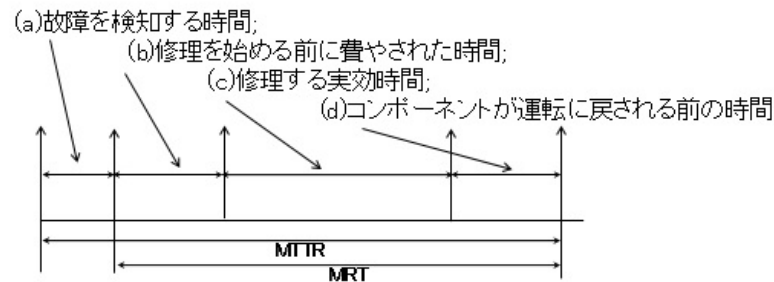 (a)故障を検知する時間;
(b)修理を始める前に費やされた時間;
(c)修理する実効時間;
(d)コンポーネントが運転に戻される前の時間
MTTR
MRT